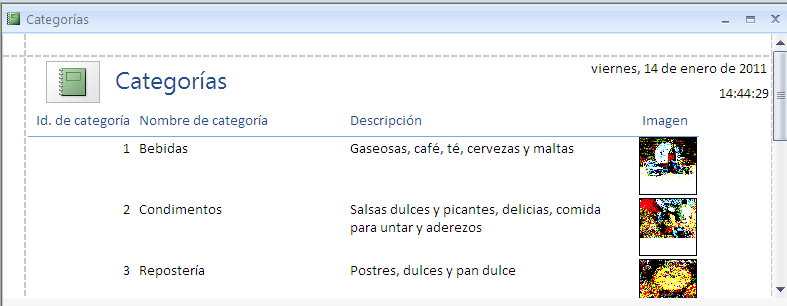 Categorías
viernes, 14 de enero de 2011
Categorías
14:44:29
Id. de categoría Nombre de categoría Descripción Imagen
1 Bebidas Gaseosas, café, té, cervezas y maltas
2 Condimentos Salsas dulces y picantes, delicias, comida
para untar y aderezos
3 Repostería Postres, dulces y pan dulce